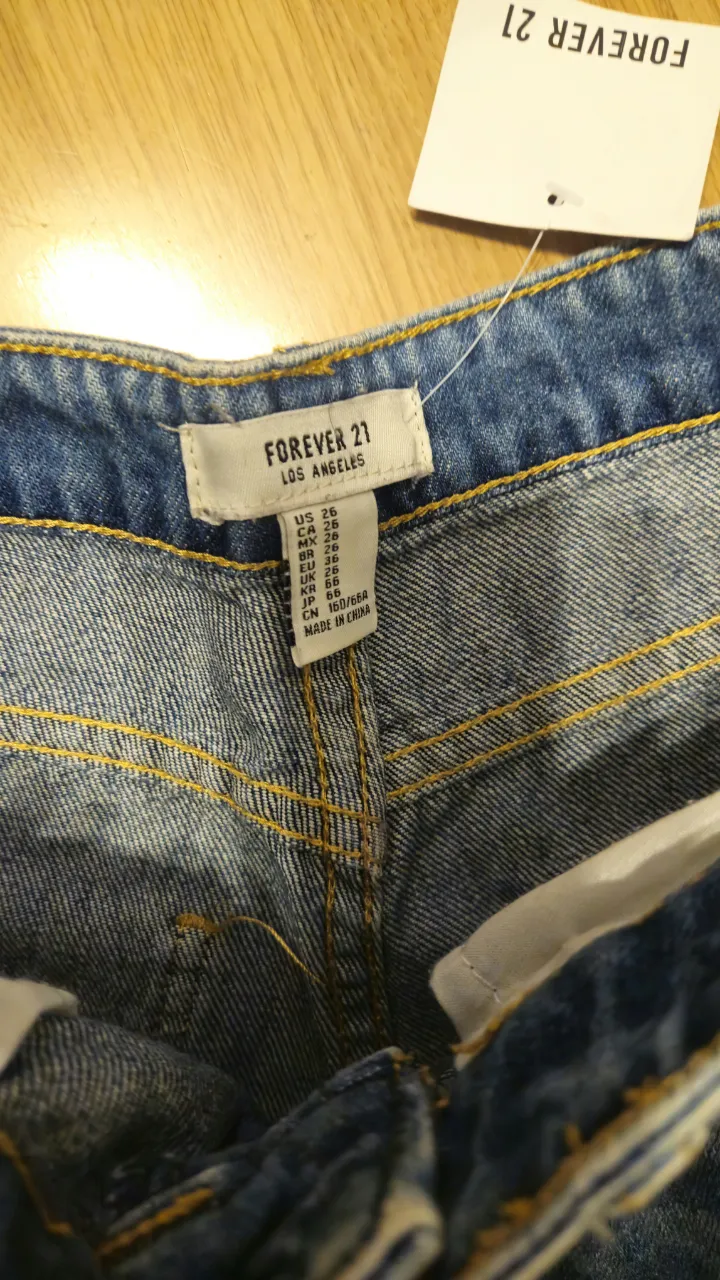 FOREVER 21
FOREVER 21
LOS ANGELES
US 26
CA 26
MX 26
BR 26
EU 36
UK 26
KR 66
JP 66
CN 160/66A
MADE IN CHINA